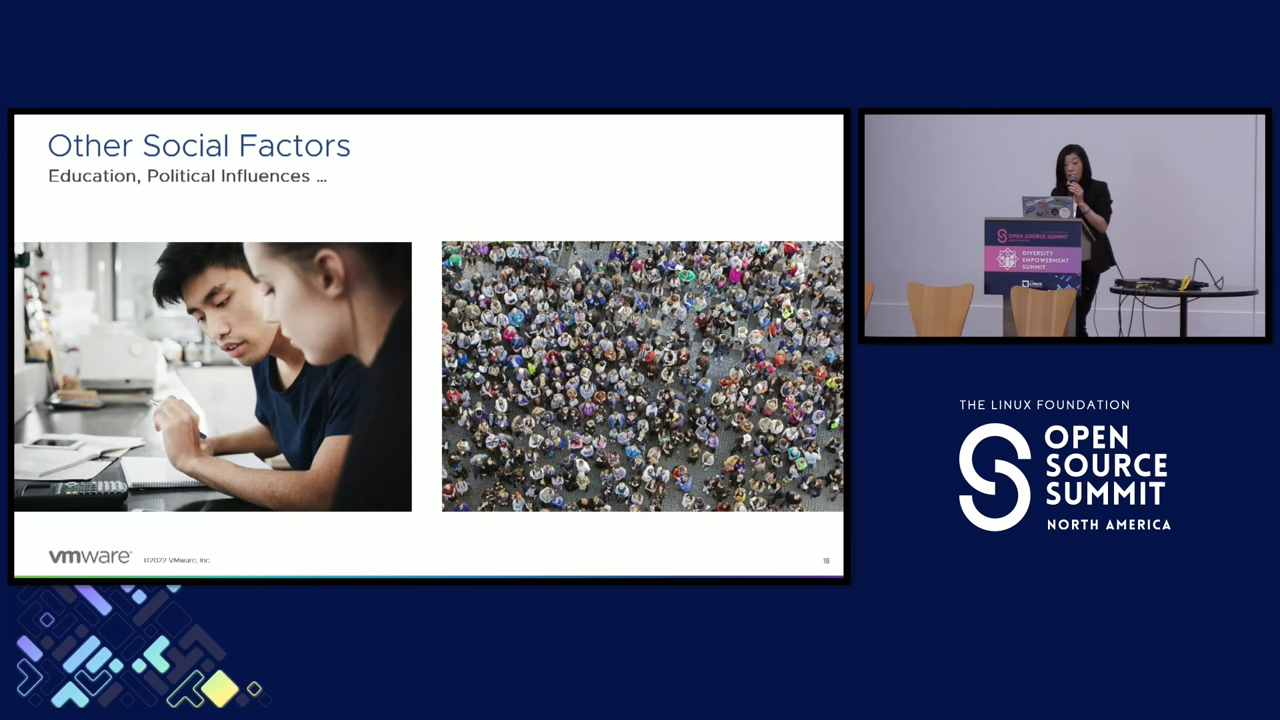 Other Social Factors
Education, Political Influences ...
vmware
©2022 VMware, Inc.
16
OPEN SOURCE SUMMIT
DIVERSITY
EMPOWERMENT
SUMMIT
THE LINUX FOUNDATION
OPEN
SOURCE
SUMMIT
NORTH AMERICA